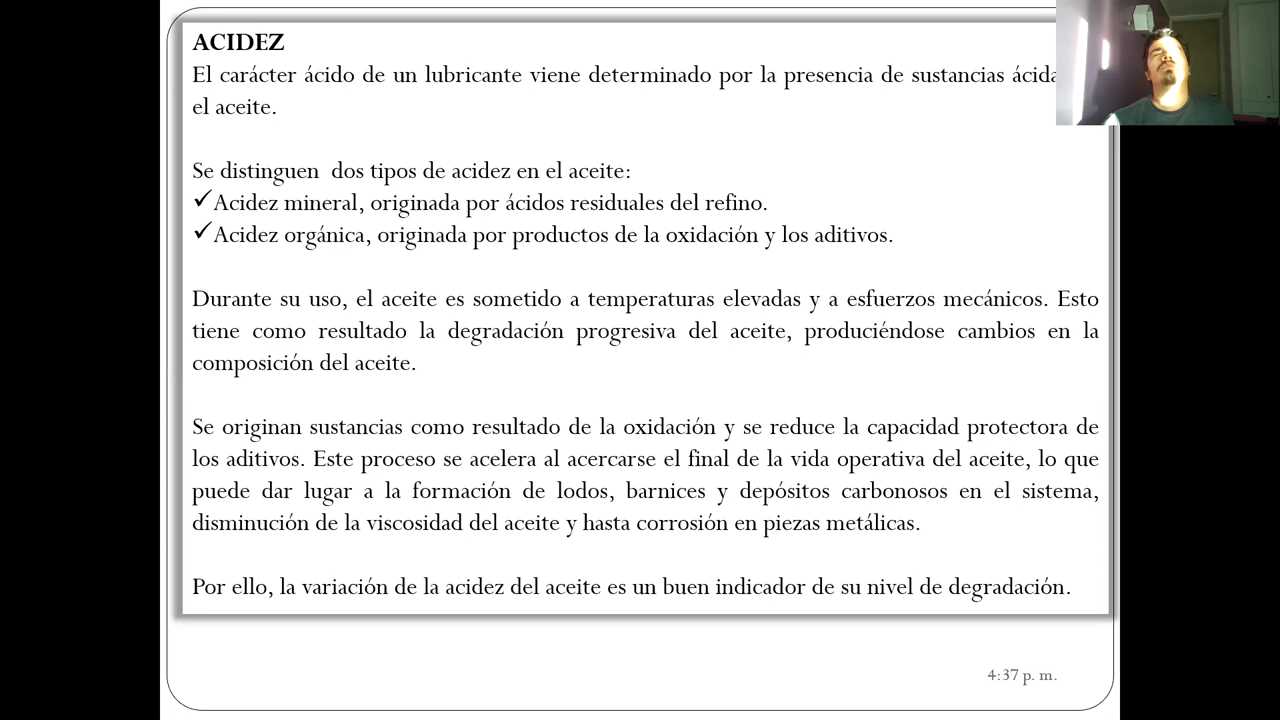 ACIDEZ
El carácter ácido de un lubricante viene determinado por la presencia de sustancias
el aceite.
Se distinguen dos tipos de acidez en el aceite:
✓Acidez mineral, originada por ácidos residuales del refino.
✓Acidez orgánica, originada por productos de la oxidación y los aditivos.
Durante su uso, el aceite es sometido a temperaturas elevadas y a esfuerzos mecánicos. Esto
tiene como resultado la degradación progresiva del aceite, produciéndose cambios en la
composición del aceite.
Se originan sustancias como resultado de la oxidación y se reduce la capacidad protectora de
los aditivos. Este proceso se acelera al acercarse el final de la vida operativa del aceite, lo que
puede dar lugar a la formación de lodos, barnices y depósitos carbonosos en el sistema,
disminución de la viscosidad del aceite y hasta corrosión en piezas metálicas.
Por ello, la variación de la acidez del aceite es un buen indicador de su nivel de degradación.
4:37 p. m.